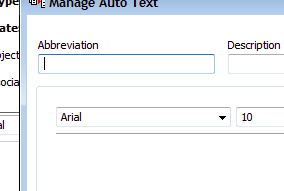 Manage Auto Text
Abbreviation
Description
Arial
10